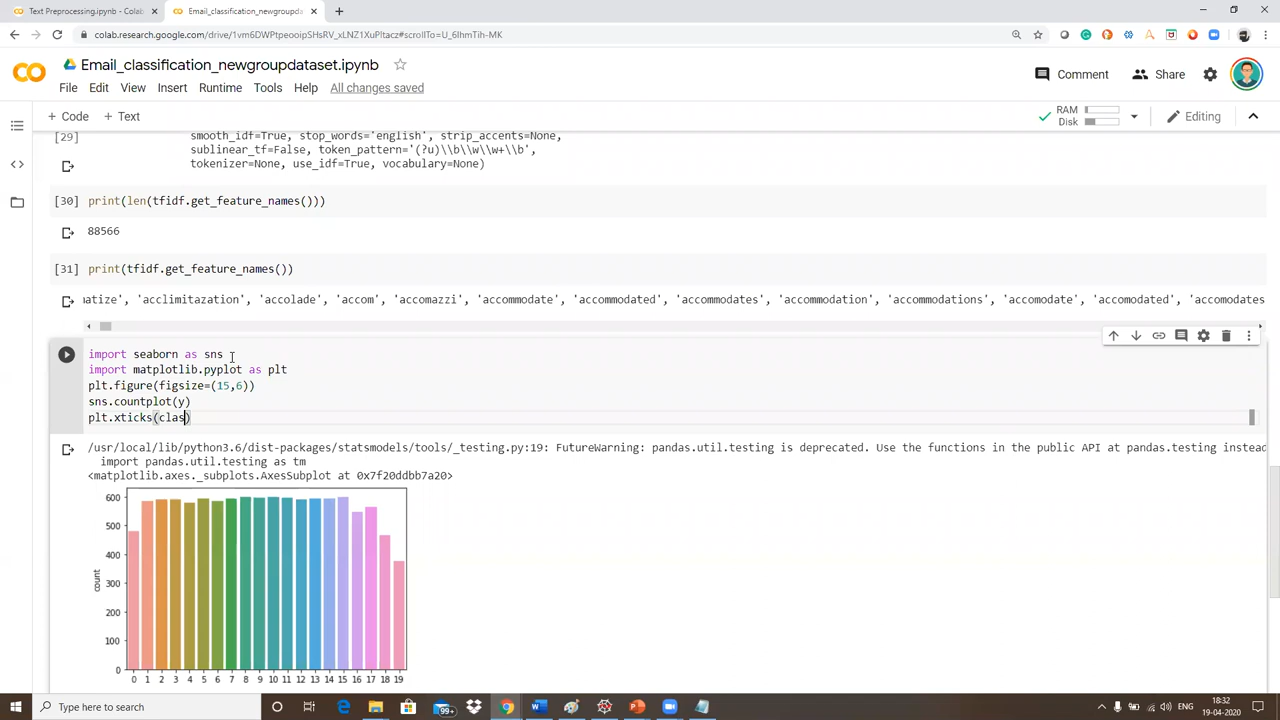 Text Preprocessing.ipynb - Colab
Email_classification_newgroupd
colab.research.google.com/drive/1vm6DWPtpeooipSHsRV_xLNZ1XuPltacz#scrollTo=U_6IhmTih-MK
Email_classification_newgroupdataset.ipynb
Comment
Share
File Edit View Insert Runtime Tools Help All changes saved
+ Code + Text
RAM
Disk
Editing
[29]
smooth_idf=True, stop_words='english', strip_accents=None,
sublinear_tf=False, token_pattern='(?u)\\b\\w\\w+\\b',
tokenizer=None, use_idf=True, vocabulary=None)
[30] print(len(tfidf.get_feature_names()))
88566
[31] print(tfidf.get_feature_names())
natize', 'acclimitazation', 'accolade', 'accom', 'accomazzi', 'accommodate', 'accommodated', 'accommodates', 'accommodation', 'accommodations', 'accomodate', 'accomodated', 'accomodates
import seaborn as sns
import matplotlib.pyplot as plt
plt.figure(figsize=(15,6))
sns.countplot(y)
plt.xticks(clas)
/usr/local/lib/python3.6/dist-packages/statsmodels/tools/_testing.py:19: FutureWarning: pandas.util.testing is deprecated. Use the functions in the public API at pandas.testing instead
import pandas.util.testing as tm
<matplotlib.axes._subplots.AxesSubplot at 0x7f20ddbb7a20>
600
500
400
300
200
100
0
count
0 1 2 3 4 5 6 7 8 9 10 11 12 13 14 15 16 17 18 19
Type here to search
99+
ENG
18:32
19-04-2020